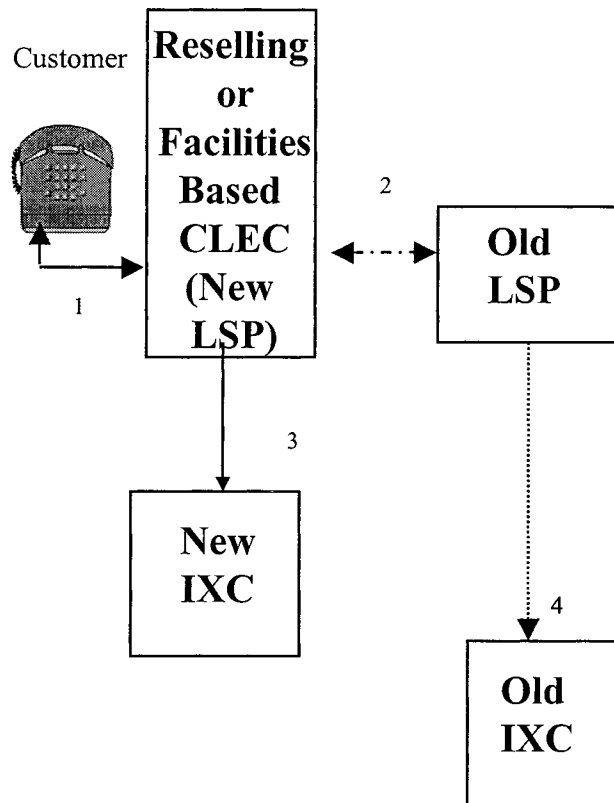 Customer
Reselling
or
Facilities
Based
CLEC
(New
LSP)
1
2
Old
LSP
3
New
IXC
4
Old
IXC